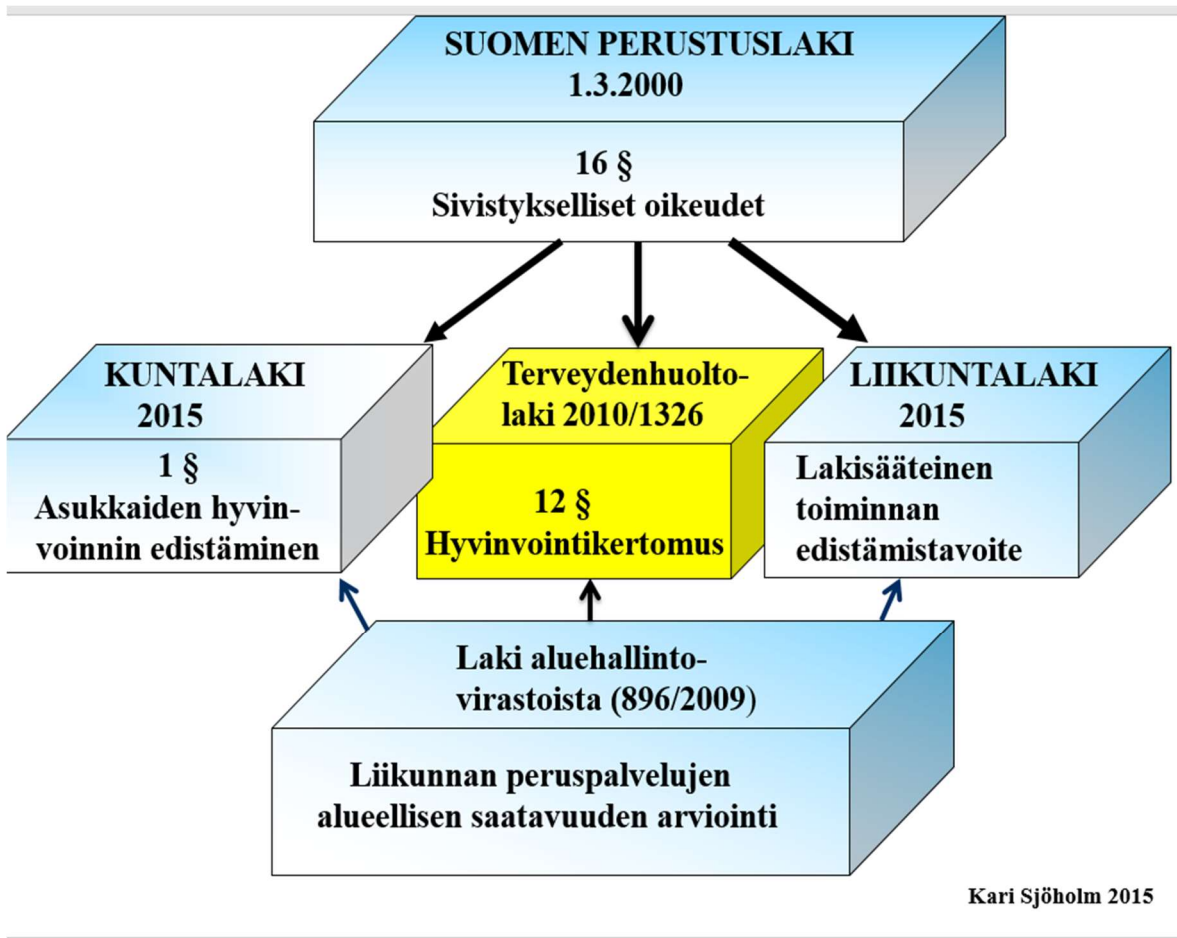 SUOMEN PERUSTUSLAKI
1.3.2000
16 §
Sivistykselliset oikeudet
KUNTALAKI
2015
1 §
Asukkaiden hyvin-
voinnin edistäminen
Terveydenhuolto-
laki 2010/1326
12 §
Hyvinvointikertomus
LIIKUNTALAKI
2015
Lakisääteinen
toiminnan
edistämistavoite
Laki aluehallinto-
virastoista (896/2009)
Liikunnan peruspalvelujen
alueellisen saatavuuden arviointi
Kari Sjöholm 2015